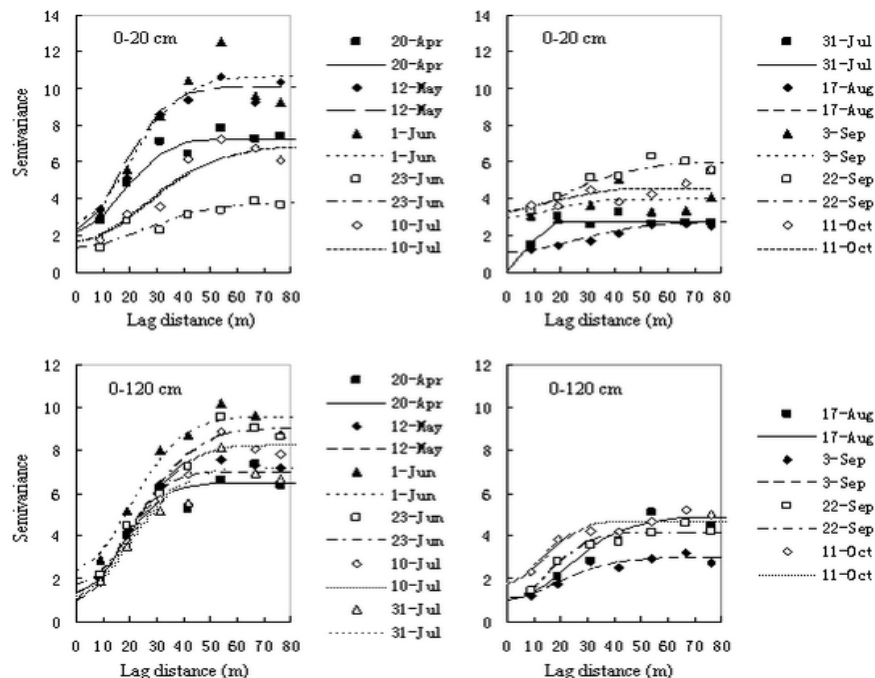 14
12
10
8
6
4
2
0
Semivariance
0-20 cm
0 10 20 30 40 50 60 70 80
Lag distance (m)
20-Apr
20-Apr
12-May
12-May
1-Jun
1-Jun
23-Jun
23-Jun
10-Jul
10-Jul
14
12
10
8
6
4
2
0
0-20 cm
0 10 20 30 40 50 60 70 80
Lag distance (m)
31-Jul
31-Jul
17-Aug
17-Aug
3-Sep
3-Sep
22-Sep
22-Sep
11-Oct
11-Oct
12
10
8
6
4
2
0
Semivariance
0-120 cm
0 10 20 30 40 50 60 70 80
Lag distance (m)
20-Apr
20-Apr
12-May
12-May
1-Jun
1-Jun
23-Jun
23-Jun
10-Jul
10-Jul
31-Jul
31-Jul
12
10
8
6
4
2
0
0-120 cm
0 10 20 30 40 50 60 70 80
Lag distance (m)
17-Aug
17-Aug
3-Sep
3-Sep
22-Sep
22-Sep
11-Oct
11-Oct